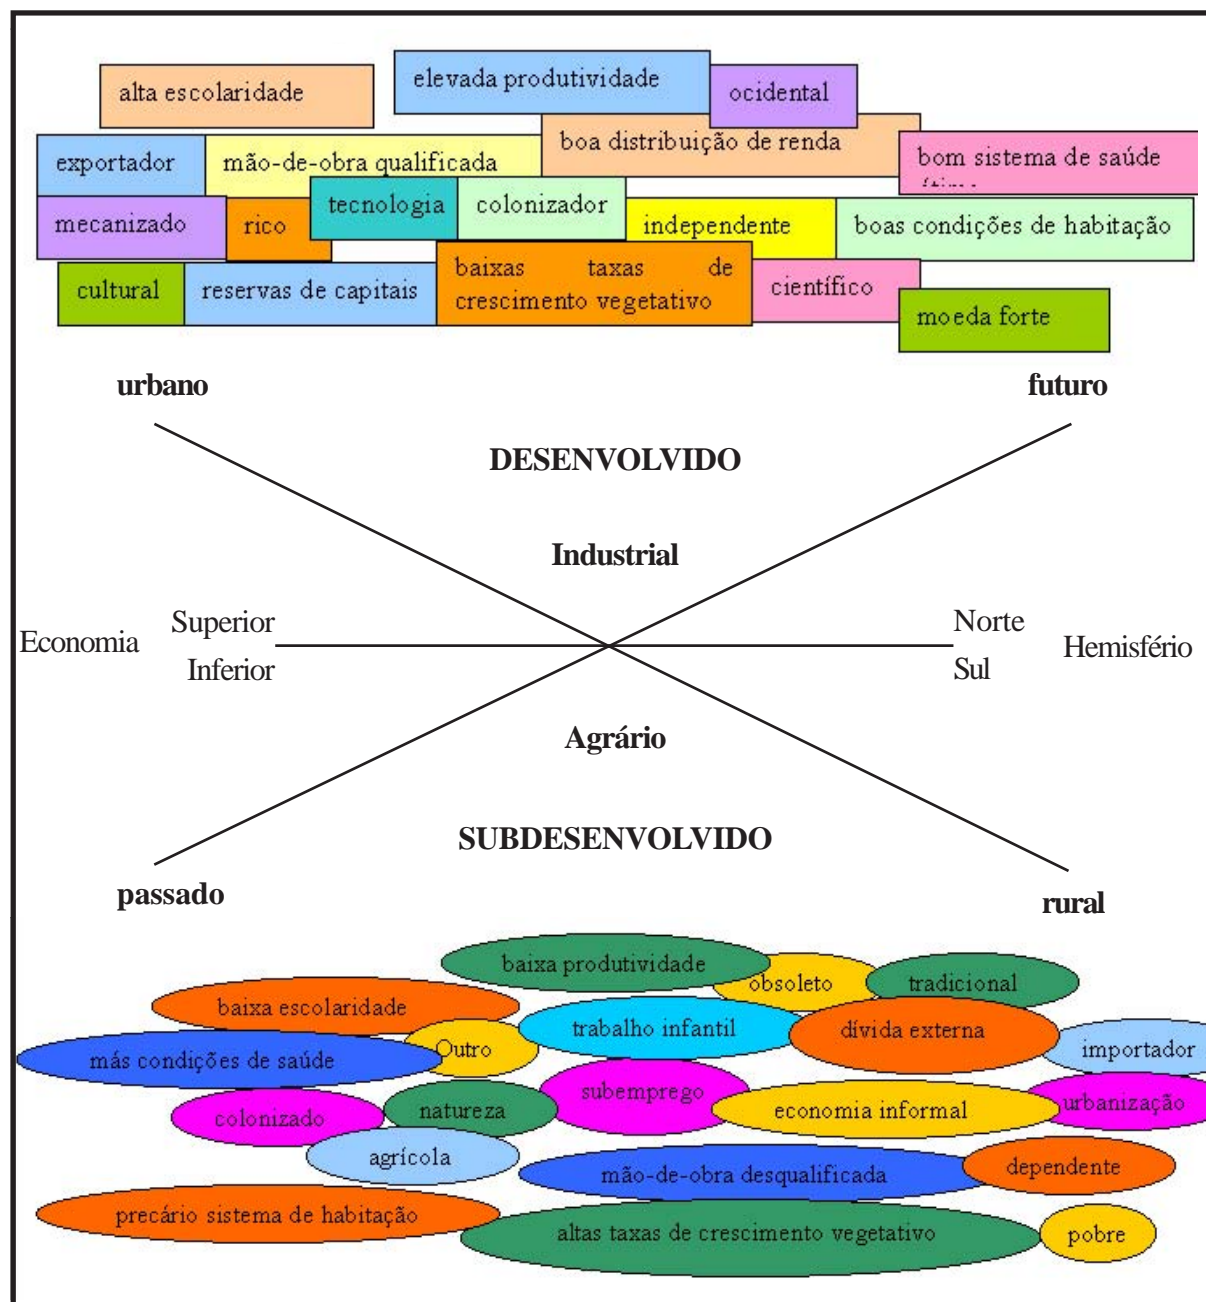 alta escolaridade
elevada produtividade
ocidental
boa distribuição de renda
exportador
mão-de-obra qualificada
bom sistema de saúde
mecanizado
rico
tecnologia
colonizador
independente
boas condições de habitação
cultural
reservas de capitais
baixas taxas de
crescimento vegetativo
científico
moeda forte
urbano
futuro
DESENVOLVIDO
Industrial
Economia
Superior
Inferior
Norte
Sul
Hemisfério
Agrário
SUBDESENVOLVIDO
passado
rural
baixa produtividade
obsoleto
tradicional
baixa escolaridade
trabalho infantil
dívida externa
más condições de saúde
Outro
importador
colonizado
natureza
subemprego
economia informal
urbanização
agrícola
mão-de-obra desqualificada
dependente
precário sistema de habitação
altas taxas de crescimento vegetativo
pobre